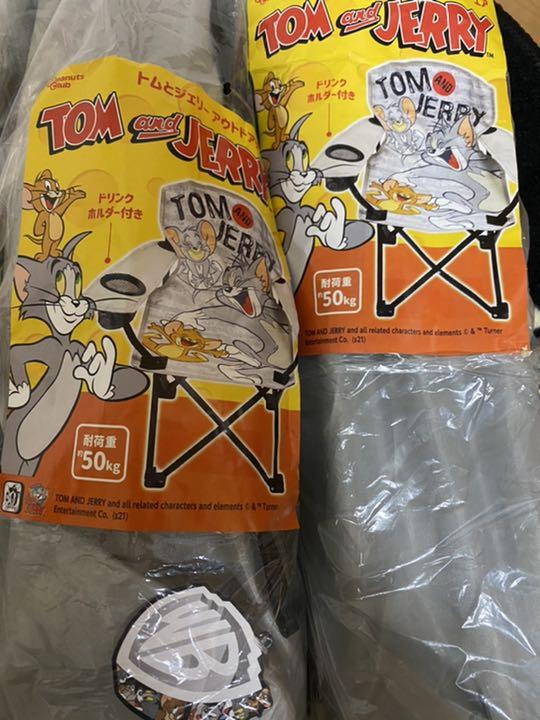 Peanuts
Club
トムとジェリー アウトドア
TOM and JERRY
ドリンク
ホルダー付き
TOM AND
JERRY
耐荷重
約50kg
TOM AND JERRY and all related characters and elements © & ™ Turner
Entertainment Co. (s21)
WB
TOM and JERRY™
ドリンク
ホルダー付き
TOM AND
JERRY
耐荷重
約50kg
TOM AND JERRY and all related characters and elements © & ™ Turner
Entertainment Co. (s21)